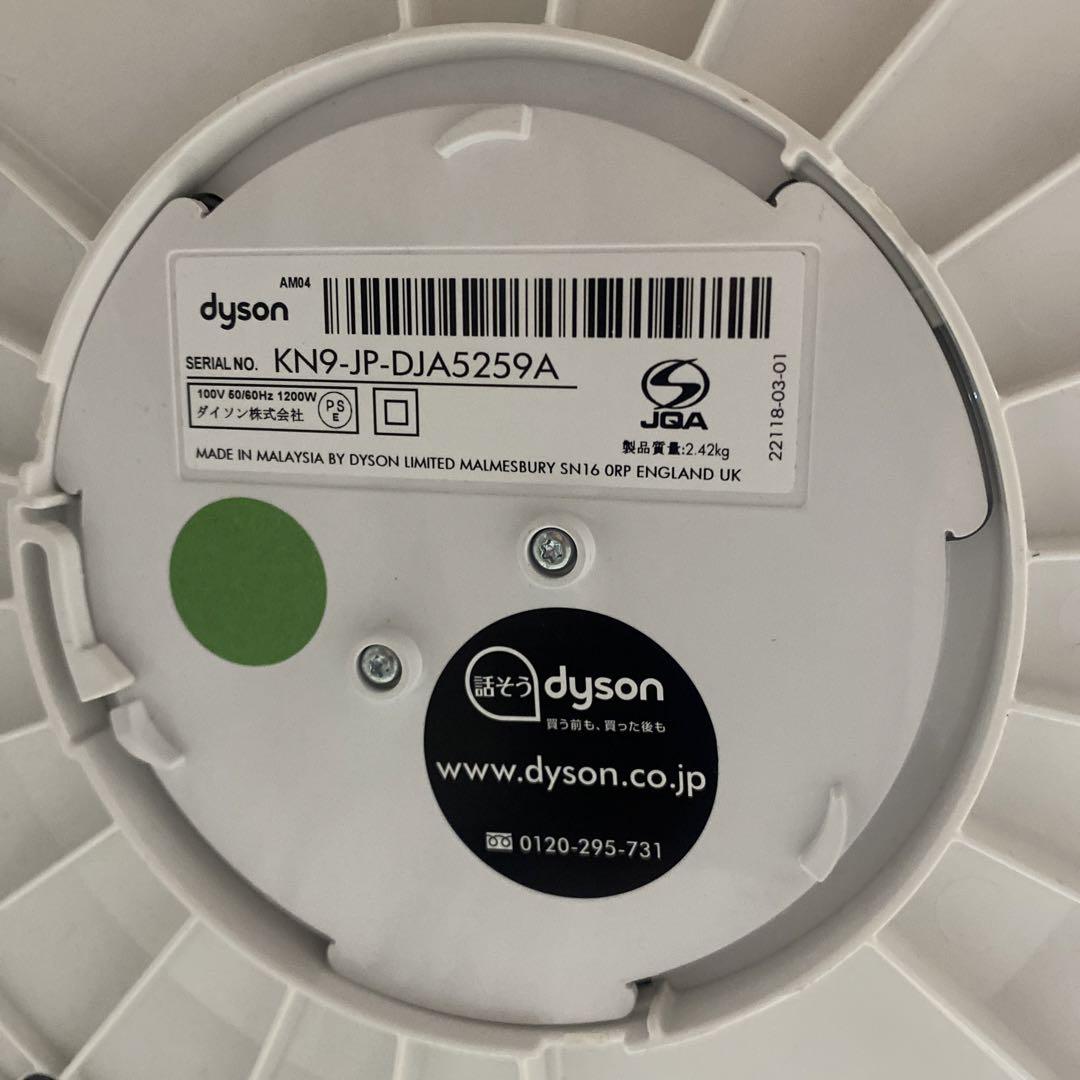 AM04
dyson
SERIAL NO. KN9-JP-DJA5259A
100V 50/60Hz 1200W
ダイソン株式会社
PS
E
JQA
製品質量:2.42kg
22118-03-01
MADE IN MALAYSIA BY DYSON LIMITED MALMESBURY SN16 0RP ENGLAND UK
話そう dyson
買う前も、買った後も
www.dyson.co.jp
0120-295-731